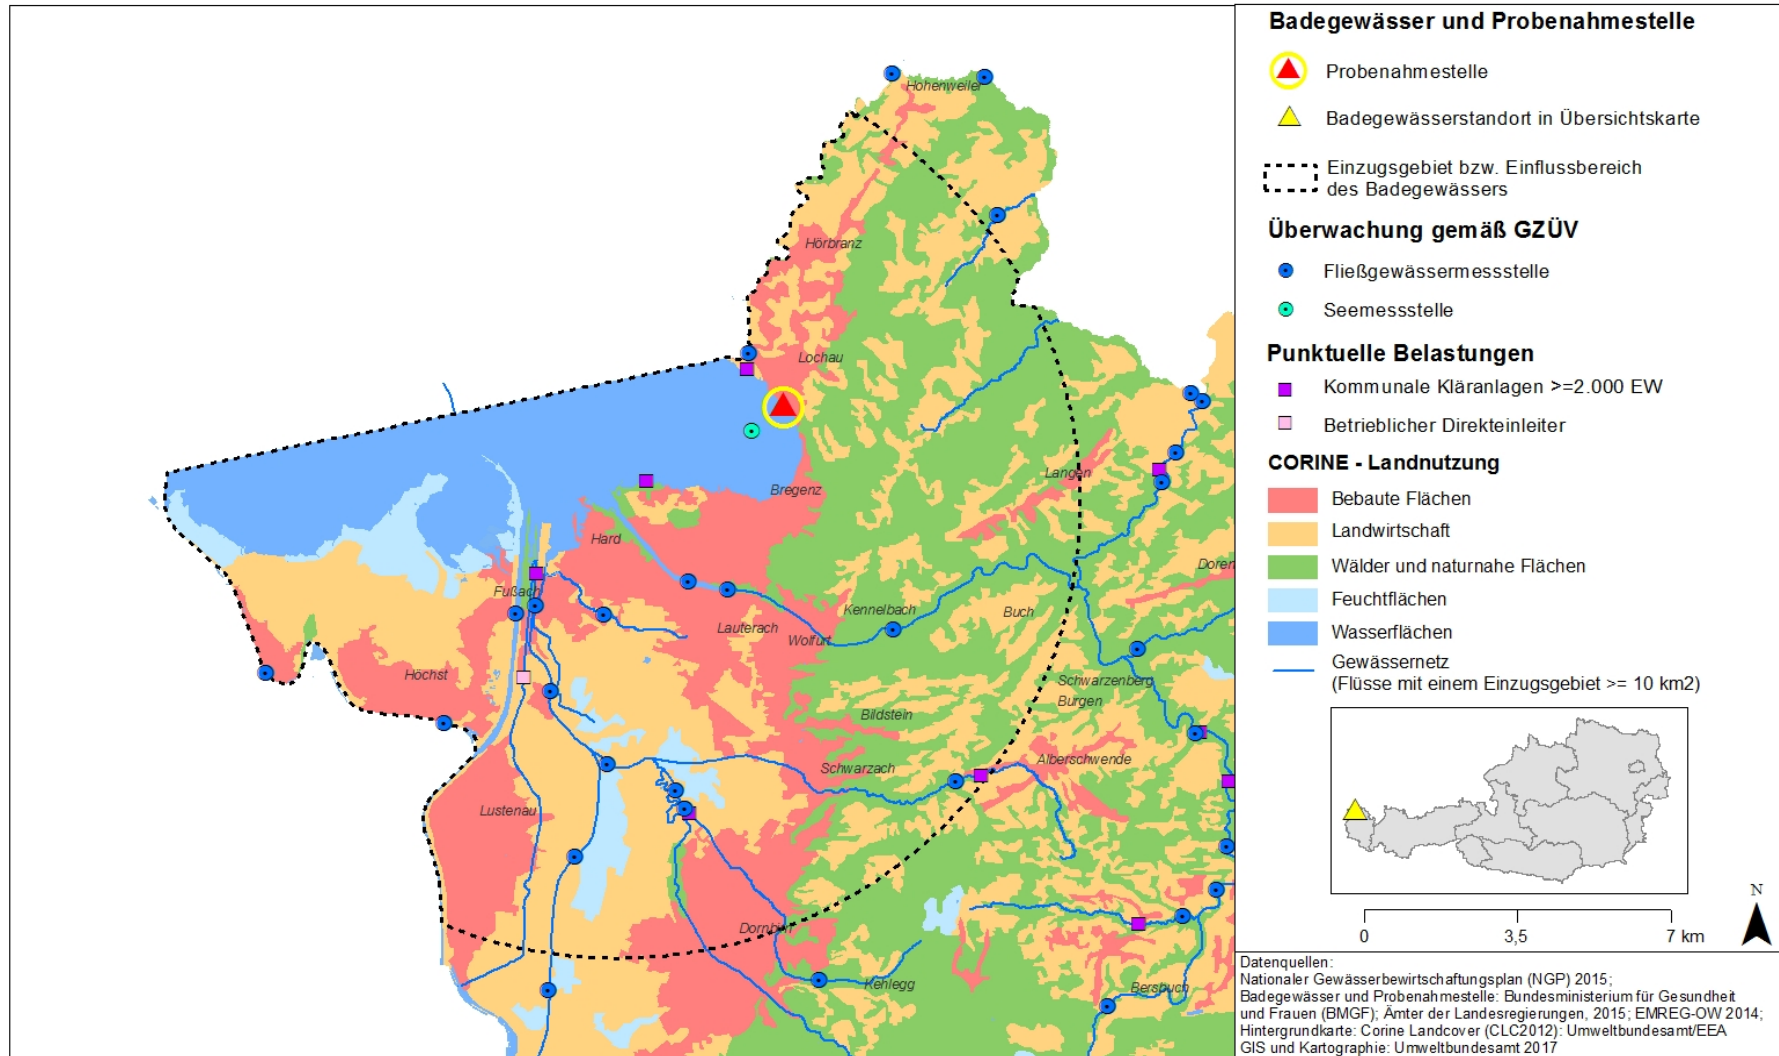 Hohenweiler
Hörbranz
Lochau
Langen
Bregenz
Hard
Doren
Fußach
Kennelbach
Buch
Lauterach
Wolfurt
Höchst
Schwarzenberg
Burgen
Bildstein
Alberschwende
Schwarzach
Lustenau
Dornbirn
Kehlegg
Bersbuch
Badegewässer und Probenahmestelle
Probenahmestelle
Badegewässerstandort in Übersichtskarte
Einzugsgebiet bzw. Einflussbereich
des Badegewässers
Überwachung gemäß GZÜV
Fließgewässermessstelle
Seemessstelle
Punktuelle Belastungen
Kommunale Kläranlagen >=2.000 EW
Betrieblicher Direkteinleiter
CORINE - Landnutzung
Bebaute Flächen
Landwirtschaft
Wälder und naturnahe Flächen
Feuchtflächen
Wasserflächen
Gewässernetz
(Flüsse mit einem Einzugsgebiet >= 10 km2)
N
0 3,5 7 km
Datenquellen:
Nationaler Gewässerbewirtschaftungsplan (NGP) 2015;
Badegewässer und Probenahmestelle: Bundesministerium für Gesundheit
und Frauen (BMGF); Ämter der Landesregierungen, 2015; EMREG-OW 2014;
Hintergrundkarte: Corine Landcover (CLC2012): Umweltbundesamt/EEA
GIS und Kartographie: Umweltbundesamt 2017